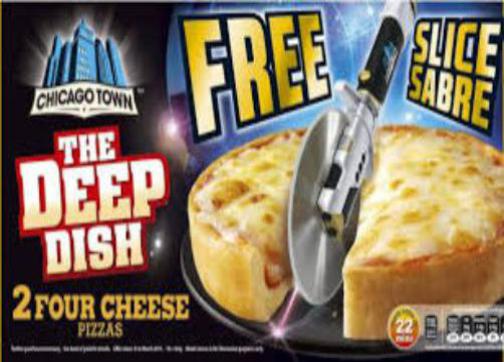 FREE
SLICE
SABRE
CHICAGO TOWN
THE
DEEP
DISH
2 FOUR CHEESE
PIZZAS
22